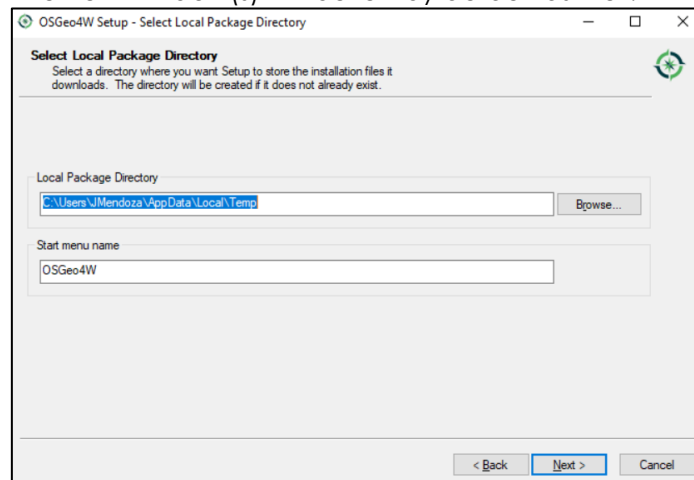 OSGeo4W Setup - Select Local Package Directory
Select Local Package Directory
Select a directory where you want Setup to store the installation files it
downloads. The directory will be created if it does not already exist.
Local Package Directory
C:\Users\JMendoza\AppData\Local\Temp
Browse...
Start menu name
OSGeo4W
< Back
Next >
Cancel